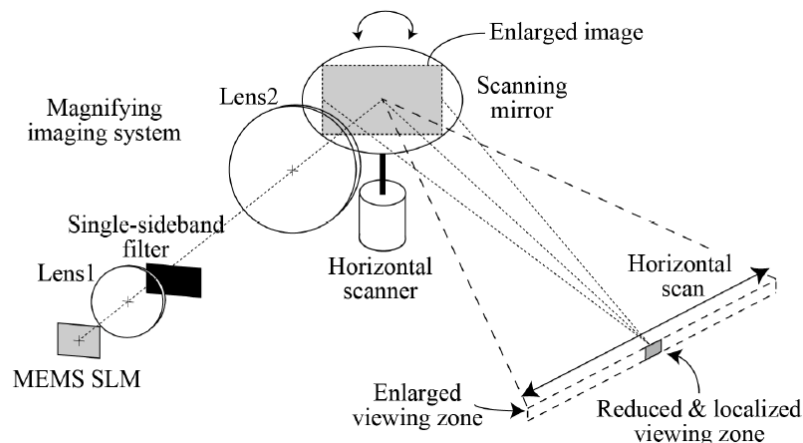 Enlarged image
Scanning
mirror
Lens2
Magnifying
imaging system
Single-sideband
filter
Lens1
Horizontal
scanner
Horizontal
scan
MEMS SLM
Enlarged
viewing zone
Reduced & localized
viewing zone